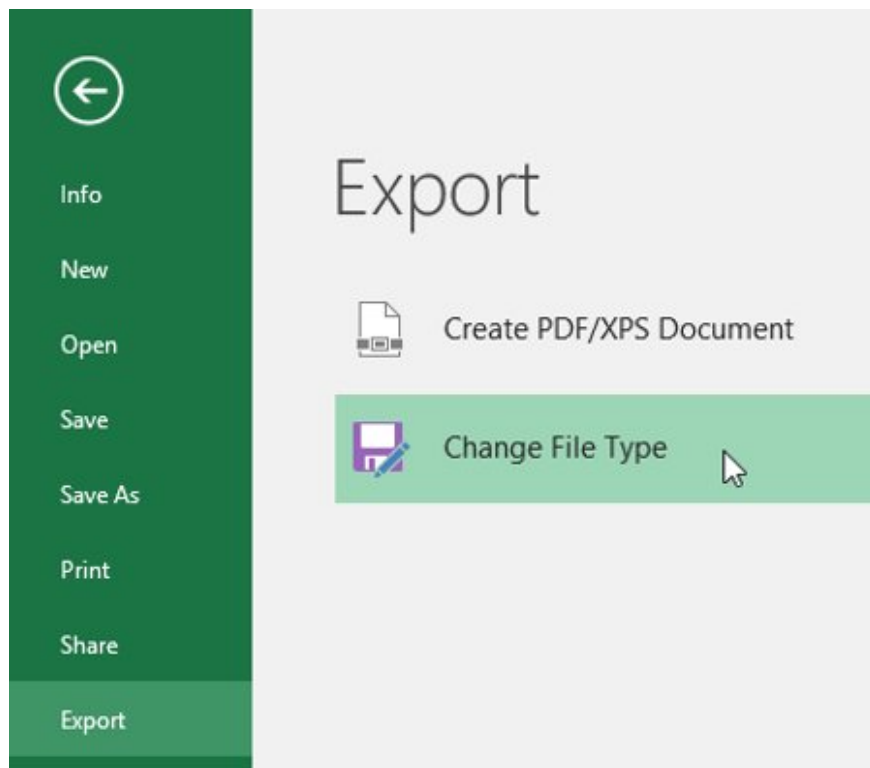 Info
New
Open
Save
Save As
Print
Share
Export
Export
Create PDF/XPS Document
Change File Type